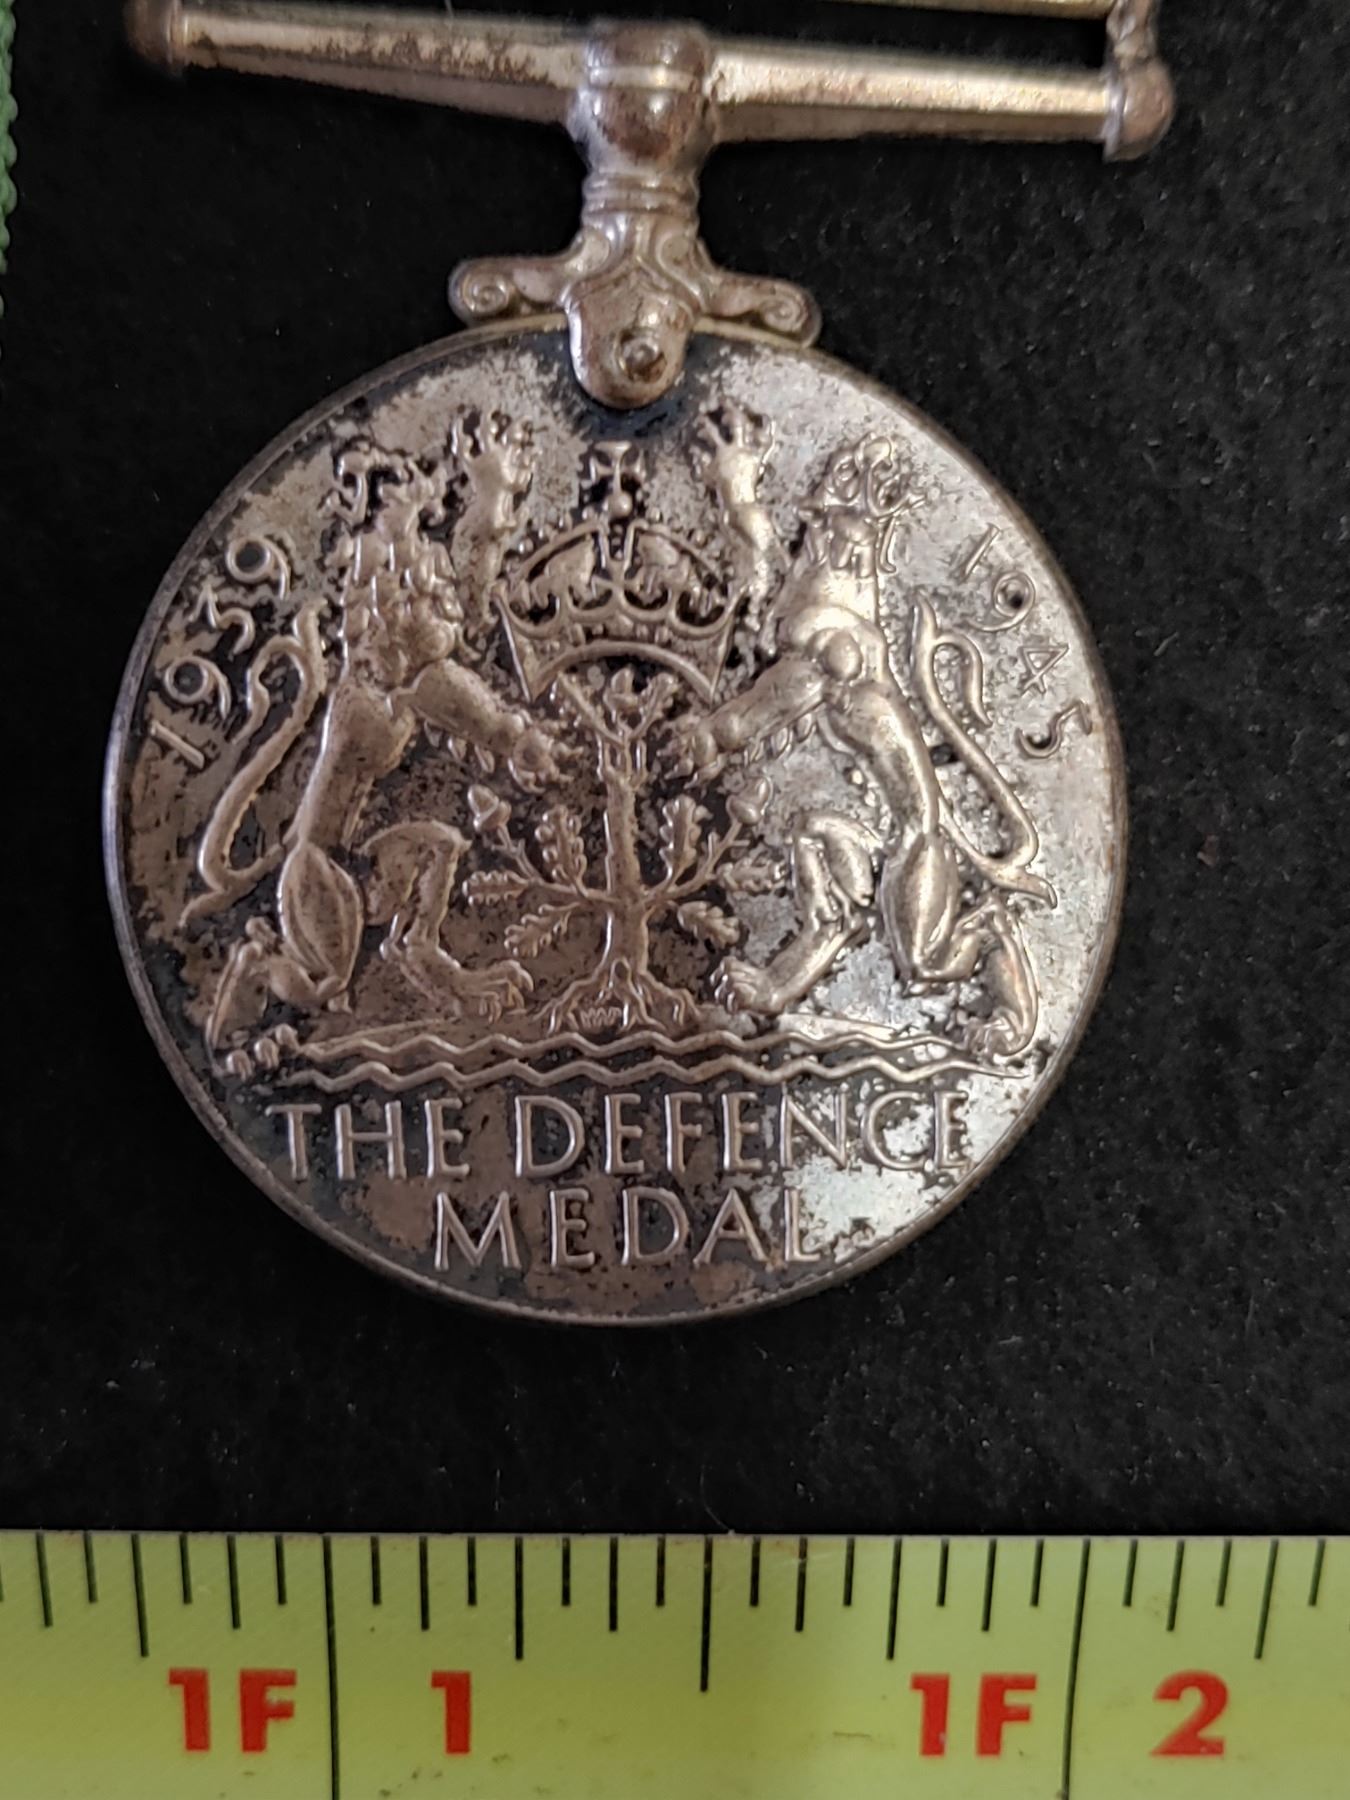 1939 1945
THE DEFENCE
MEDAL
1F 1 1F 2